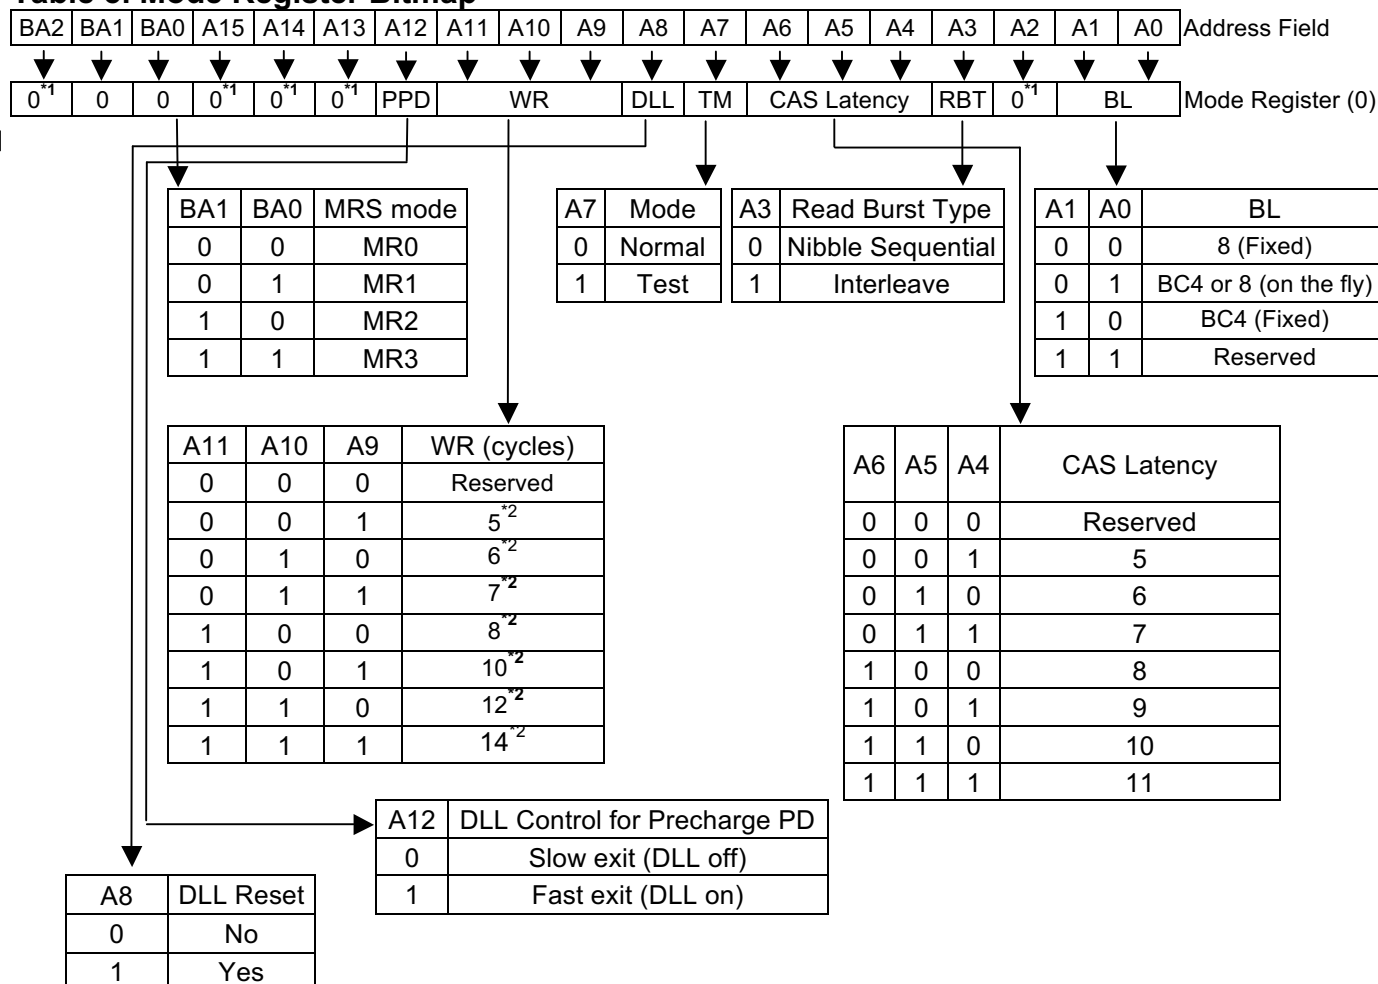 BA2 BA1 BA0 A15 A14 A13 A12 A11 A10 A9 A8 A7 A6 A5 A4 A3 A2 A1 A0 Address Field
0*1 0 0 0*1 0*1 0*1 PPD WR DLL TM CAS Latency RBT 0*1 BL Mode Register (0)
BA1 BA0 MRS mode
0 0 MR0
0 1 MR1
1 0 MR2
1 1 MR3
A7 Mode
0 Normal
1 Test
A3 Read Burst Type
0 Nibble Sequential
1 Interleave
A1 A0 BL
0 0 8 (Fixed)
0 1 BC4 or 8 (on the fly)
1 0 BC4 (Fixed)
1 1 Reserved
A11 A10 A9 WR (cycles)
0 0 0 Reserved
0 0 1 5*2
0 1 0 6*2
0 1 1 7*2
1 0 0 8*2
1 0 1 10*2
1 1 0 12*2
1 1 1 14*2
A6 A5 A4 CAS Latency
0 0 0 Reserved
0 0 1 5
0 1 0 6
0 1 1 7
1 0 0 8
1 0 1 9
1 1 0 10
1 1 1 11
A12 DLL Control for Precharge PD
0 Slow exit (DLL off)
1 Fast exit (DLL on)
A8 DLL Reset
0 No
1 Yes